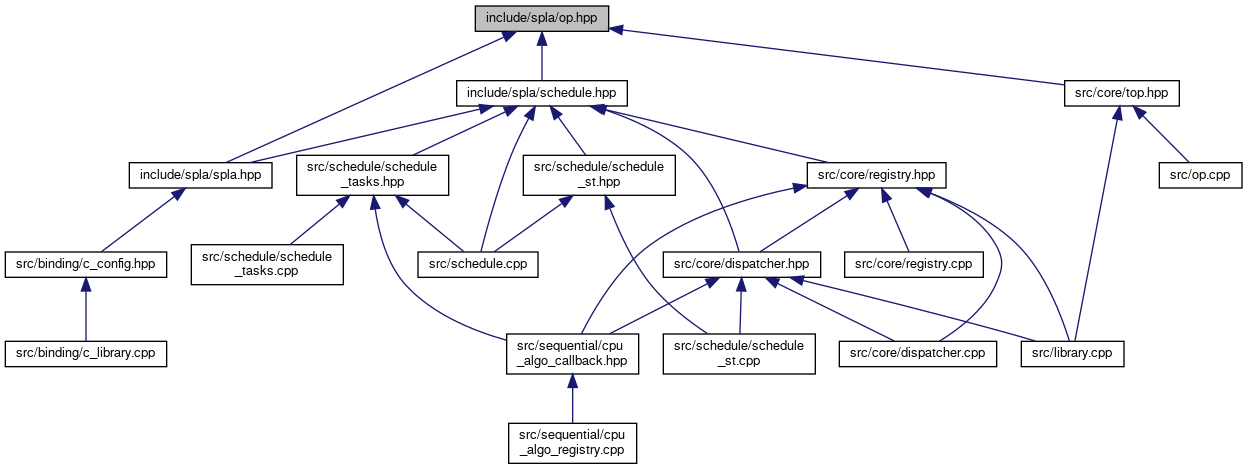 include/spla/op.hpp
include/spla/schedule.hpp
src/core/top.hpp
include/spla/spla.hpp
src/schedule/schedule
_tasks.hpp
src/schedule/schedule
_st.hpp
src/core/registry.hpp
src/op.cpp
src/binding/c_config.hpp
src/schedule/schedule
_tasks.cpp
src/schedule.cpp
src/core/dispatcher.hpp
src/core/registry.cpp
src/binding/c_library.cpp
src/sequential/cpu
_algo_callback.hpp
src/schedule/schedule
_st.cpp
src/core/dispatcher.cpp
src/library.cpp
src/sequential/cpu
_algo_registry.cpp